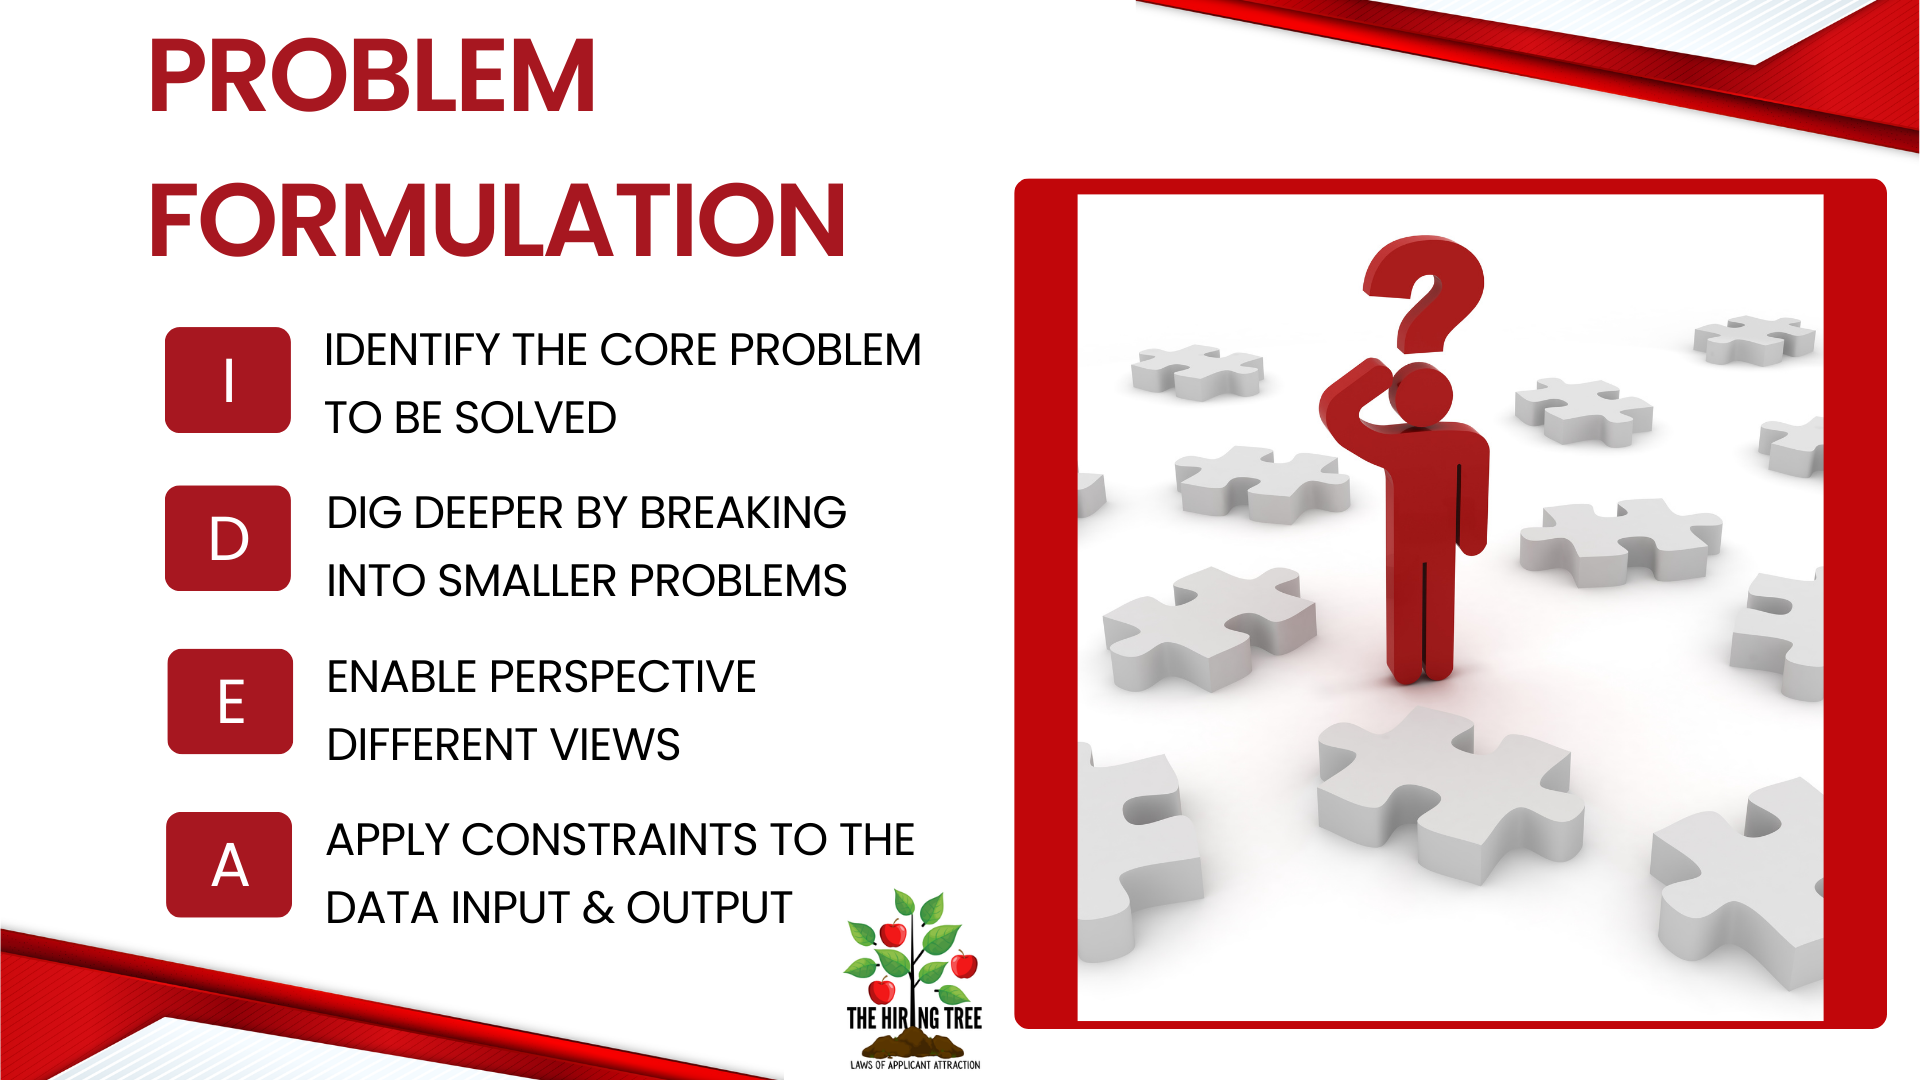 PROBLEM
FORMULATION
I
IDENTIFY THE CORE PROBLEM
TO BE SOLVED
D
DIG DEEPER BY BREAKING
INTO SMALLER PROBLEMS
E
ENABLE PERSPECTIVE
DIFFERENT VIEWS
A
APPLY CONSTRAINTS TO THE
DATA INPUT & OUTPUT
?
THE HIRING TREE
LAWS OF APPLICANT ATTRACTION